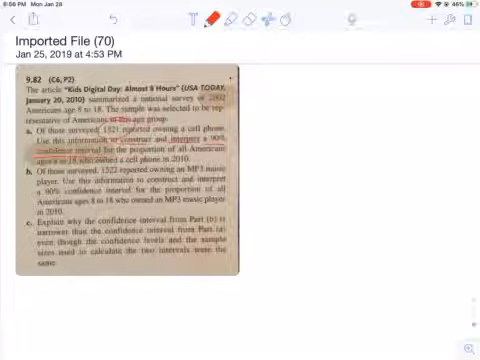 6:56 PM Mon Jan 28
46%
T
Imported File (70)
Jan 25, 2019 at 4:53 PM
9.82 (C6, P2)
The article "Kids Digital Day: Almost 8 Hours" (USA TODAY,
January 20, 2010) summarized a national survey of 2002
Americans age 8 to 18. The sample was selected to be rep-
resentative of Americans in this age group.
a. Of those surveyed, 1321 reported owning a cell phone.
Use this information to construct and interpret a 90%
confidence interval for the proportion of all Americans
ages 8 to 18 who owned a cell phone in 2010.
b. Of those surveyed, 1522 reported owning an MP3 music
player. Use this information to construct and interpret
a 90% confidence interval for the proportion of all
Americans ages 8 to 18 who owned an MP3 music player
in 2010.
c. Explain why the confidence interval from Part (b) is
narrower than the confidence interval from Part (a)
even though the confidence levels and the sample
sizes used to calculate the two intervals were the
same.